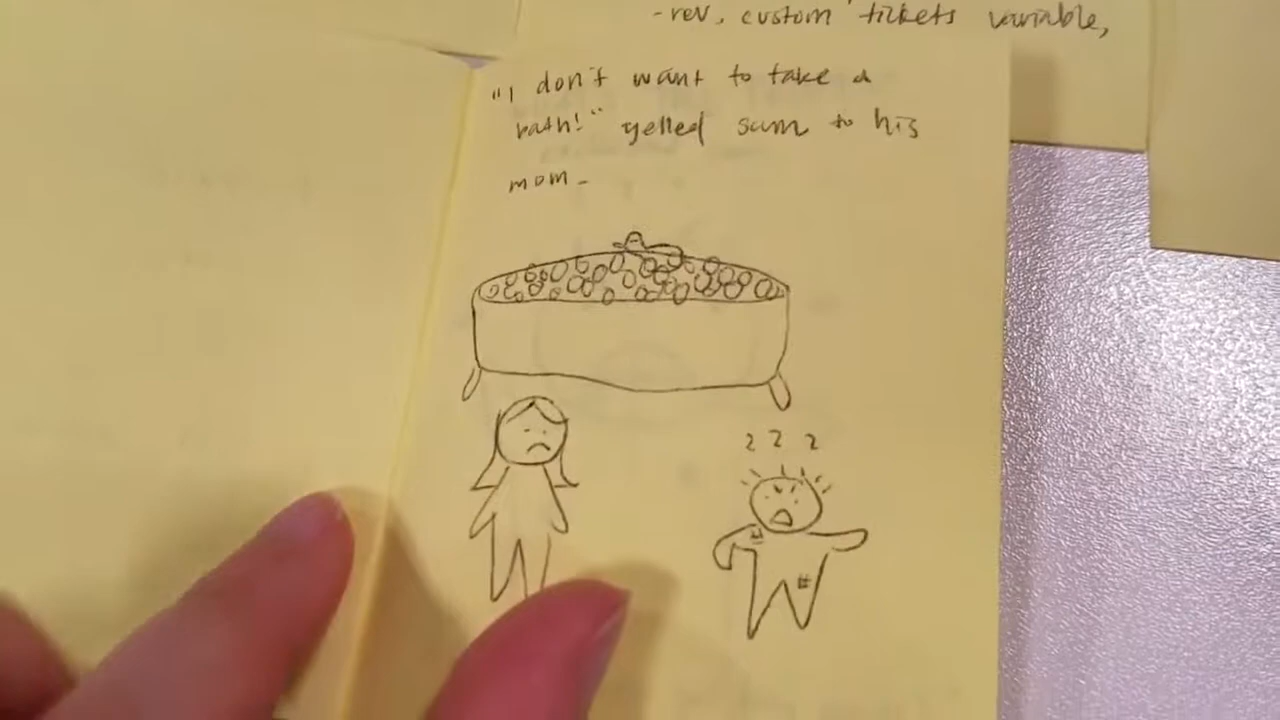 -rev, custom tickets variable,
"I don't want to take a
bath!" yelled sam to his
mom.